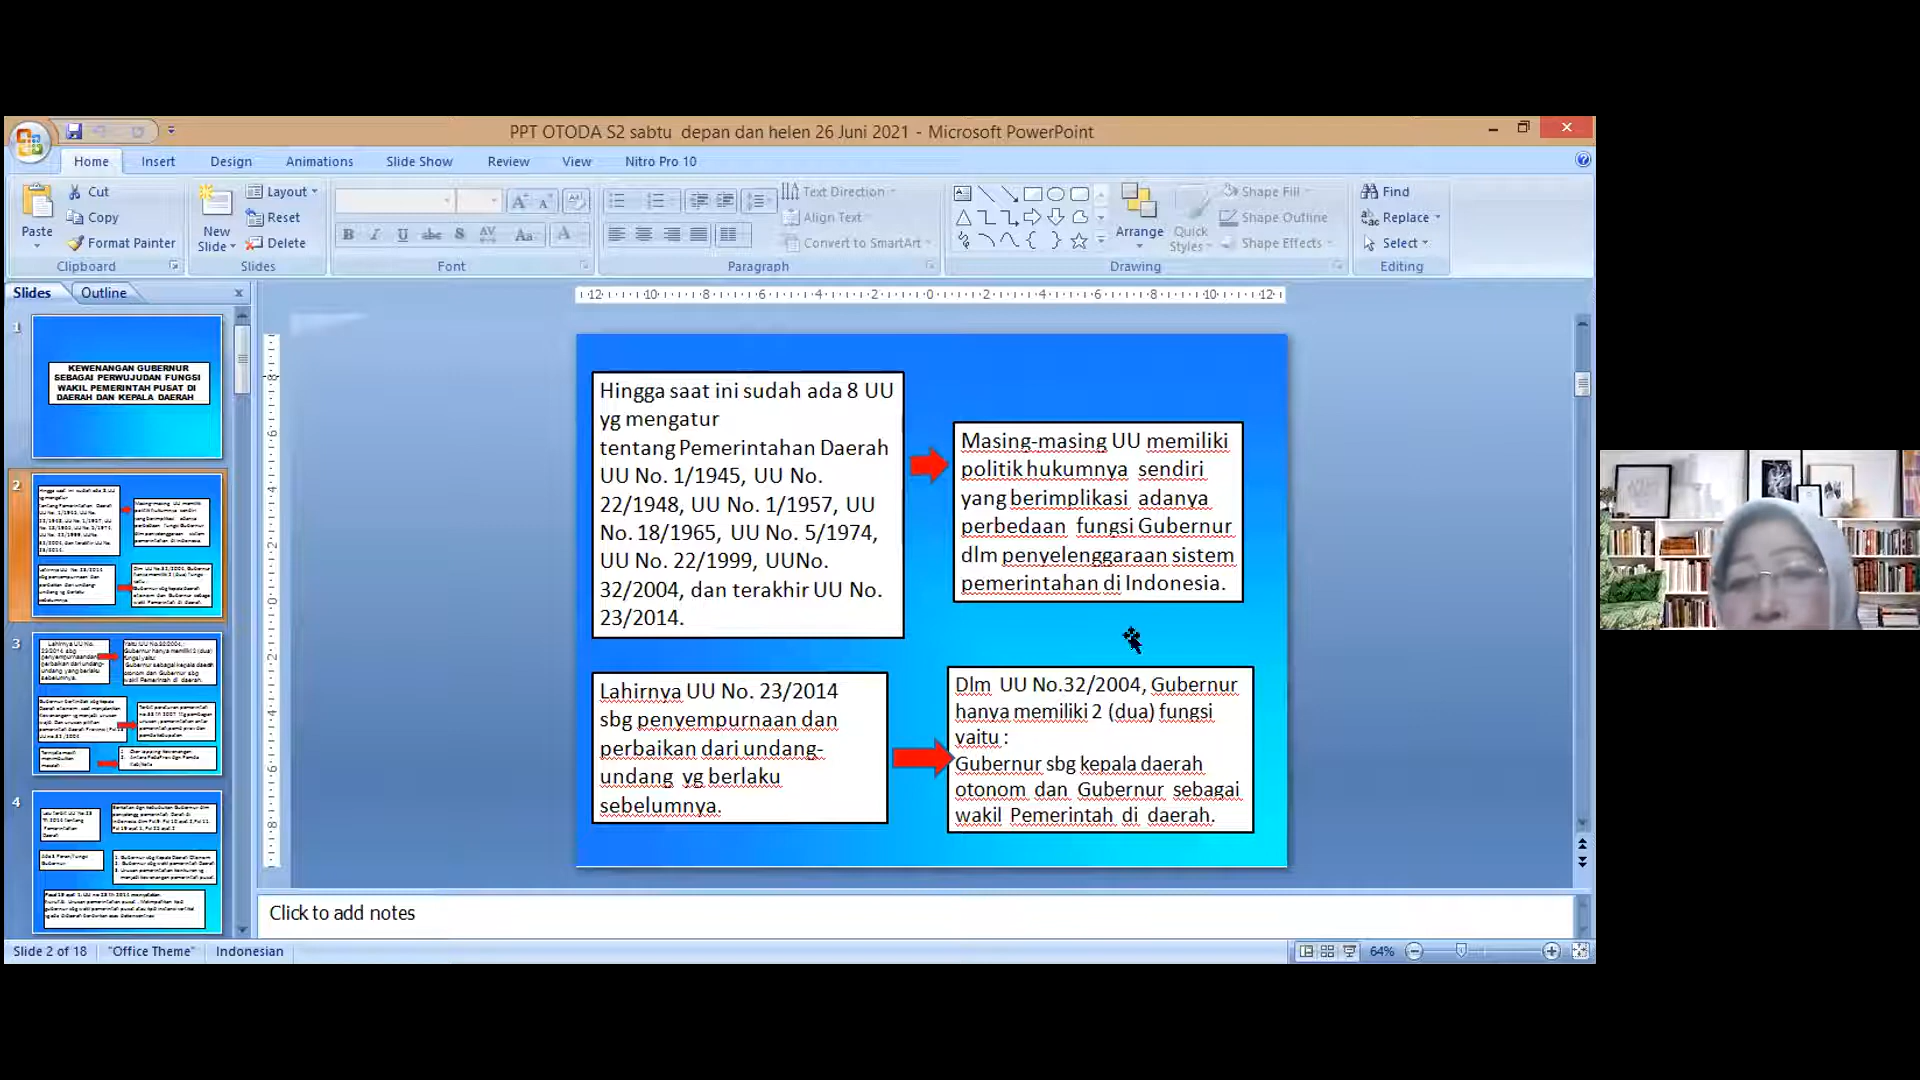 PPT OTODA S2 sabtu  depan dan helen 26 Juni 2021 - Microsoft PowerPoint
Home
Insert
Design
Animations
Slide Show
Review
View
Nitro Pro 10
Paste
Cut
Copy
Format Painter
Clipboard
New
Slide
Layout
Reset
Delete
Slides
Font
Text Direction
Align Text
Convert to SmartArt
Paragraph
Arrange
Quick
Styles
Shape Fill
Shape Outline
Shape Effects
Drawing
Find
Replace
Select
Editing
Slides
Outline
1
KEWENANGAN GUBERNUR
SEBAGAI PERWUJUDAN FUNGSI
WAKIL PEMERINTAH PUSAT DI
DAERAH DAN KEPALA DAERAH
2
3
4
Hingga saat ini sudah ada 8 UU
yg mengatur
tentang Pemerintahan Daerah
UU No. 1/1945, UU No.
22/1948, UU No. 1/1957, UU
No. 18/1965, UU No. 5/1974,
UU No. 22/1999, UUNo.
32/2004, dan terakhir UU No.
23/2014.
Masing-masing UU memiliki
politik hukumnya sendiri
yang berimplikasi adanya
perbedaan fungsi Gubernur
dlm penyelenggaraan sistem
pemerintahan di Indonesia.
Lahirnya UU No. 23/2014
sbg penyempurnaan dan
perbaikan dari undang-
undang yg berlaku
sebelumnya.
Dlm UU No.32/2004, Gubernur
hanya memiliki 2 (dua) fungsi
yaitu :
Gubernur sbg kepala daerah
otonom dan Gubernur sebagai
wakil Pemerintah di daerah.
Click to add notes
Slide 2 of 18
"Office Theme"
Indonesian
64%